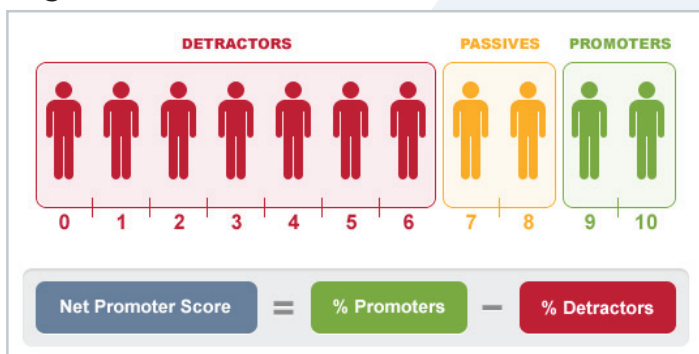 DETRACTORS PASSIVES PROMOTERS
0 1 2 3 4 5 6 7 8 9 10
Net Promoter Score = % Promoters – % Detractors